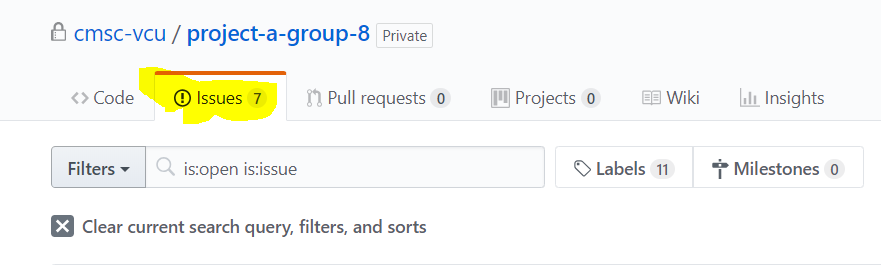 cmsc-vcu / project-a-group-8 Private
Code Issues 7 Pull requests 0 Projects 0 Wiki Insights
Filters is:open is:issue Labels 11 Milestones 0
Clear current search query, filters, and sorts